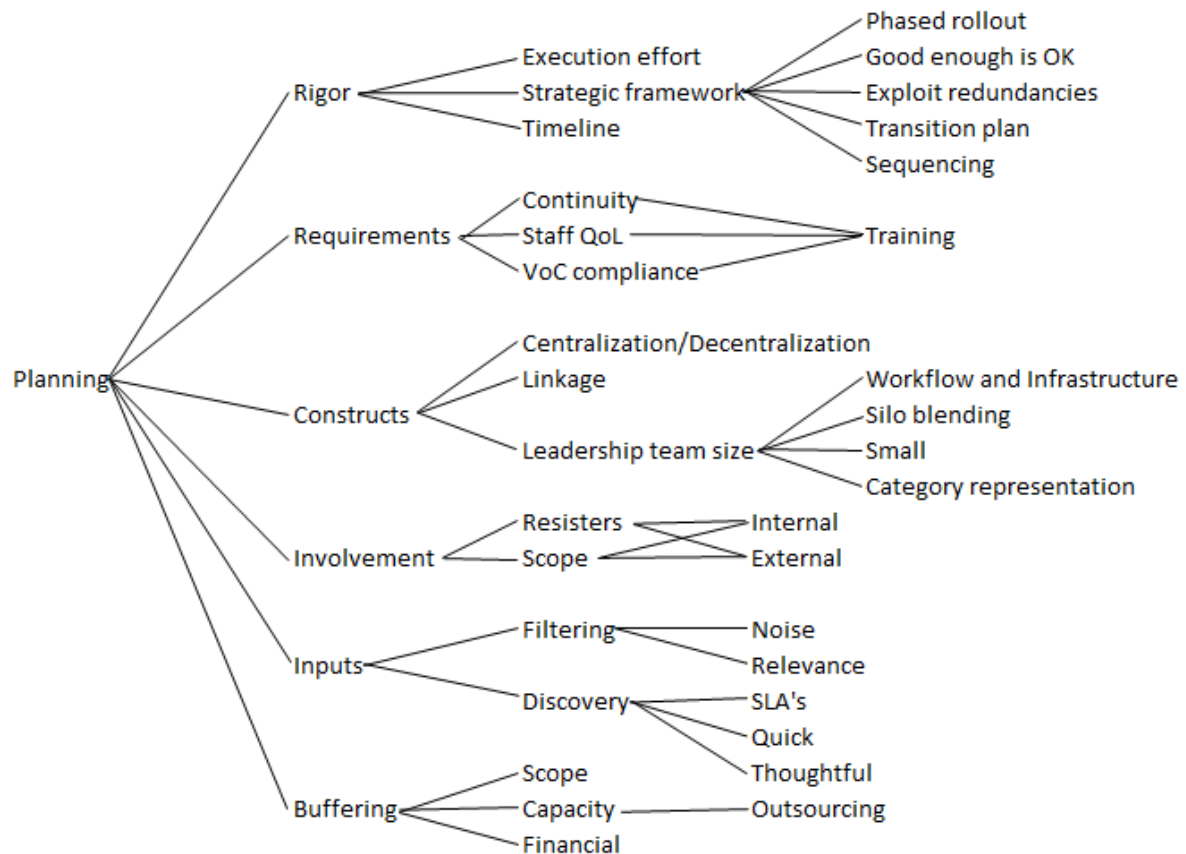 Phased rollout
Execution effort
Good enough is OK
Rigor
Strategic framework
Exploit redundancies
Timeline
Transition plan
Sequencing
Continuity
Requirements
Staff QoL
Training
VoC compliance
Centralization/Decentralization
Planning
Linkage
Workflow and Infrastructure
Constructs
Silo blending
Leadership team size
Small
Category representation
Resisters
Internal
Involvement
Scope
External
Filtering
Noise
Inputs
Relevance
Discovery
SLA's
Quick
Scope
Thoughtful
Buffering
Capacity
Outsourcing
Financial